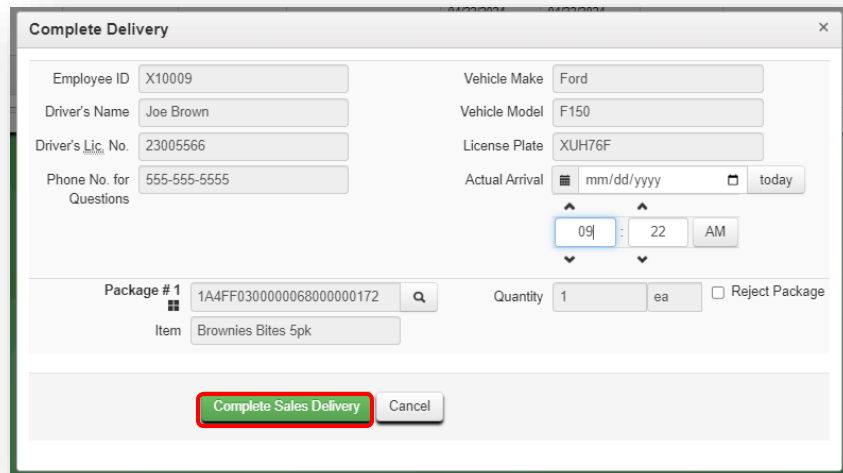 Complete Delivery ×
Employee ID X10009 Vehicle Make Ford
Driver's Name Joe Brown Vehicle Model F150
Driver's Lic. No. 23005566 License Plate XUH76F
Phone No. for Questions 555-555-5555 Actual Arrival mm/dd/yyyy today
09 : 22 AM
Package # 1 1A4FF0300000068000000172 Quantity 1 ea Reject Package
Item Brownies Bites 5pk
Complete Sales Delivery Cancel